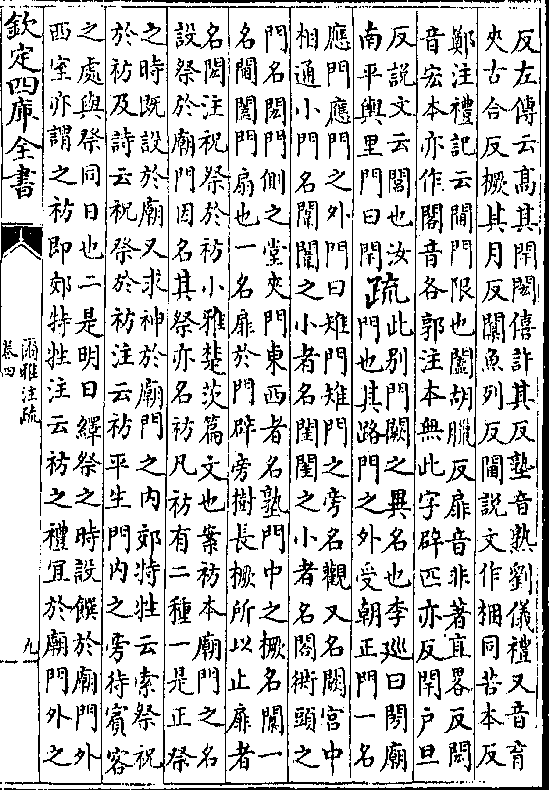 反左傳云高其閈閎僖許其反塾音熟劉儀禮又音育
夾古合反橛其月反闑魚列反閫說文作梱同苦本反
鄭注禮記云閫門限也闔胡臘反扉音非著直畧反閎
音宏本亦作閣音各郭注本無此字辟匹亦反閈戶旦
反說文云閭也汝
南平輿里門曰閈疏此别門闕之異名也李廵曰閍廟
門也其路門之外受朝正門一名
應門應門之外門曰雉門雉門之旁名觀又名闕宫中
相通小門名闈闈之小者名閨閨之小者名閤衖頭之
門名閎門側之堂夾門東西者名塾門中之橛名闑一
名閫闔門扇也一名扉於門辟旁樹長橛所以止扉者
名閎注祝祭於祊小雅楚茨篇文也案祊本廟門之名
設祭於廟門因名其祭亦名祊凡祊有二種一是正祭
之時既設於廟又求神於廟門之内郊特牲云索祭祝
於祊及詩云祝祭於祊注云祊平生門内之旁待賓客
之處與祭同日也二是明日繹祭之時設饌於廟門外
西室亦謂之祊即郊特牲注云祊之禮宜於廟門外之
欽定四庫全書
爾雅注疏
卷四
九